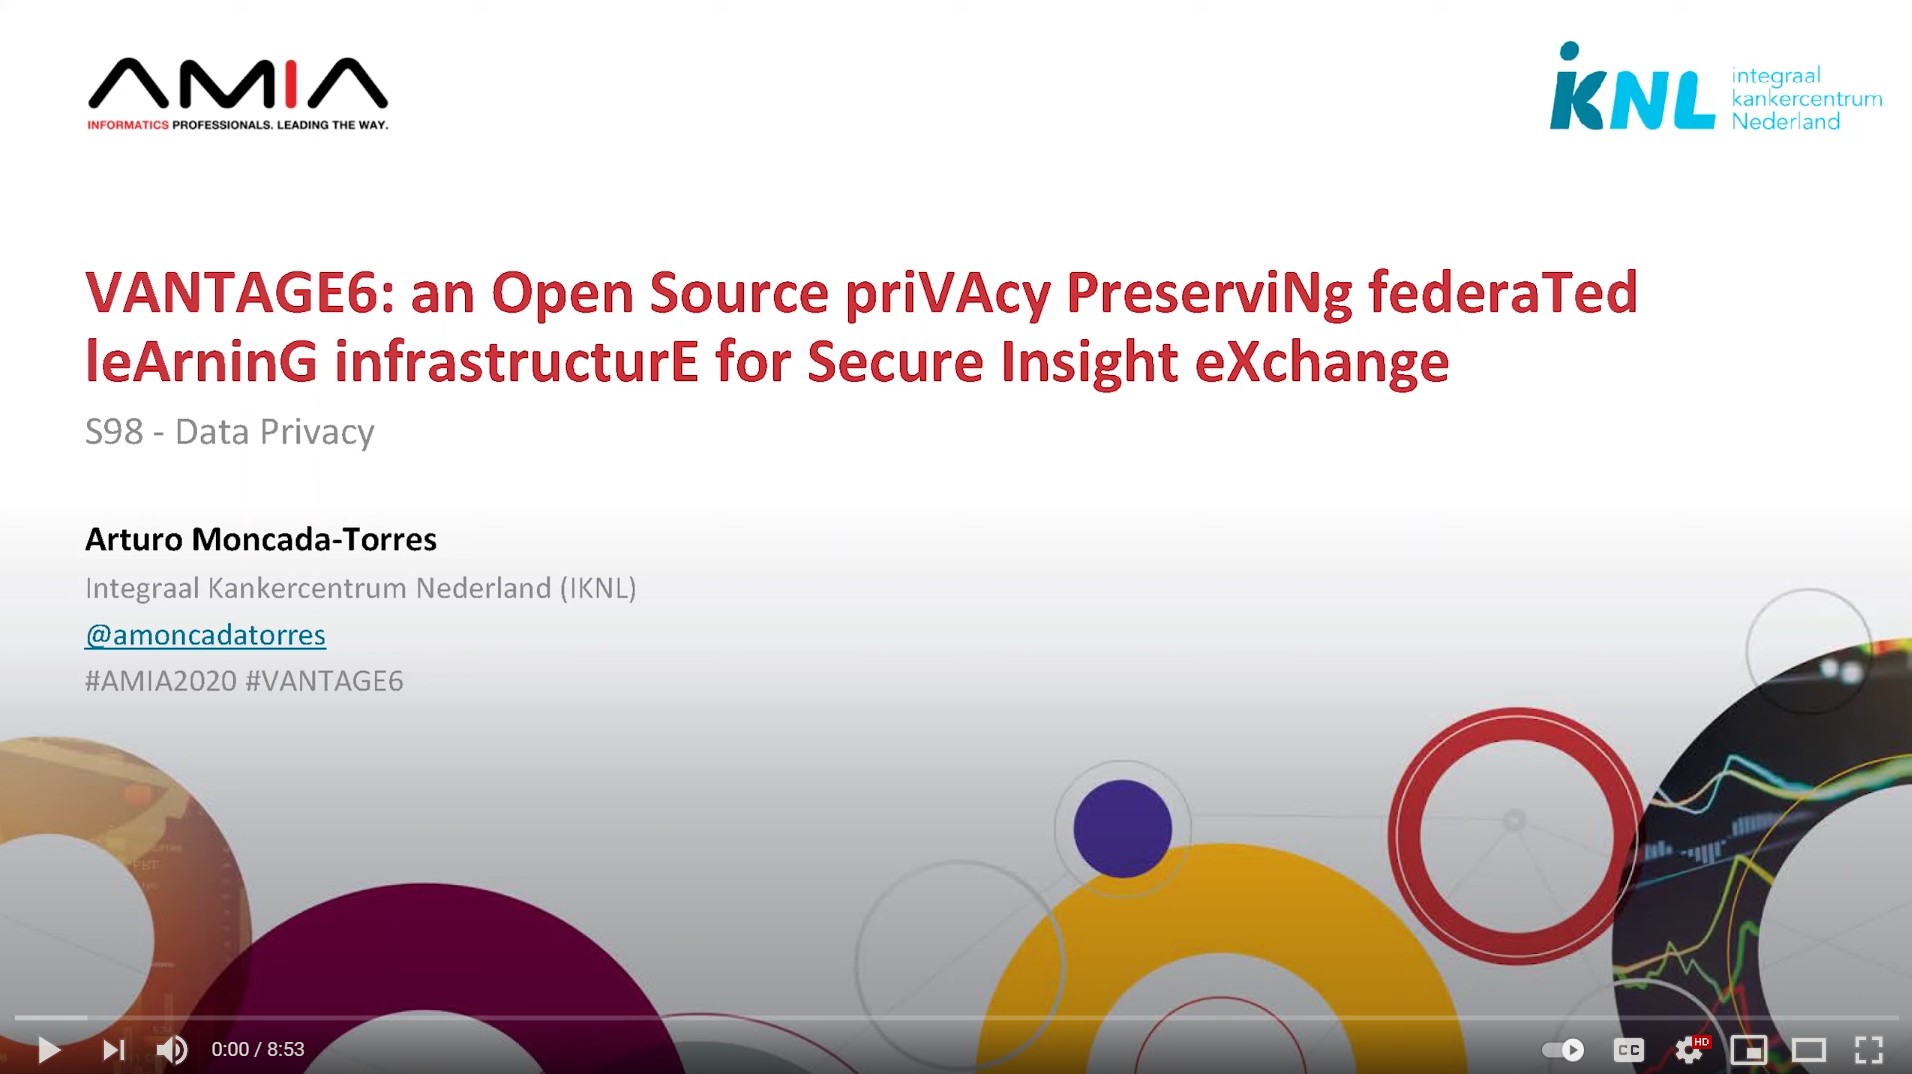 AMIA
INFORMATICS PROFESSIONALS. LEADING THE WAY.
iKNL
integraal
kankercentrum
Nederland
VANTAGE6: an Open Source priVAcy PreserviNg federaTed
leArninG infrastructurE for Secure Insight eXchange
S98 - Data Privacy
Arturo Moncada-Torres
Integraal Kankercentrum Nederland (IKNL)
@amoncadatorres
#AMIA2020 #VANTAGE6
0:00 / 8:53
CC
HD